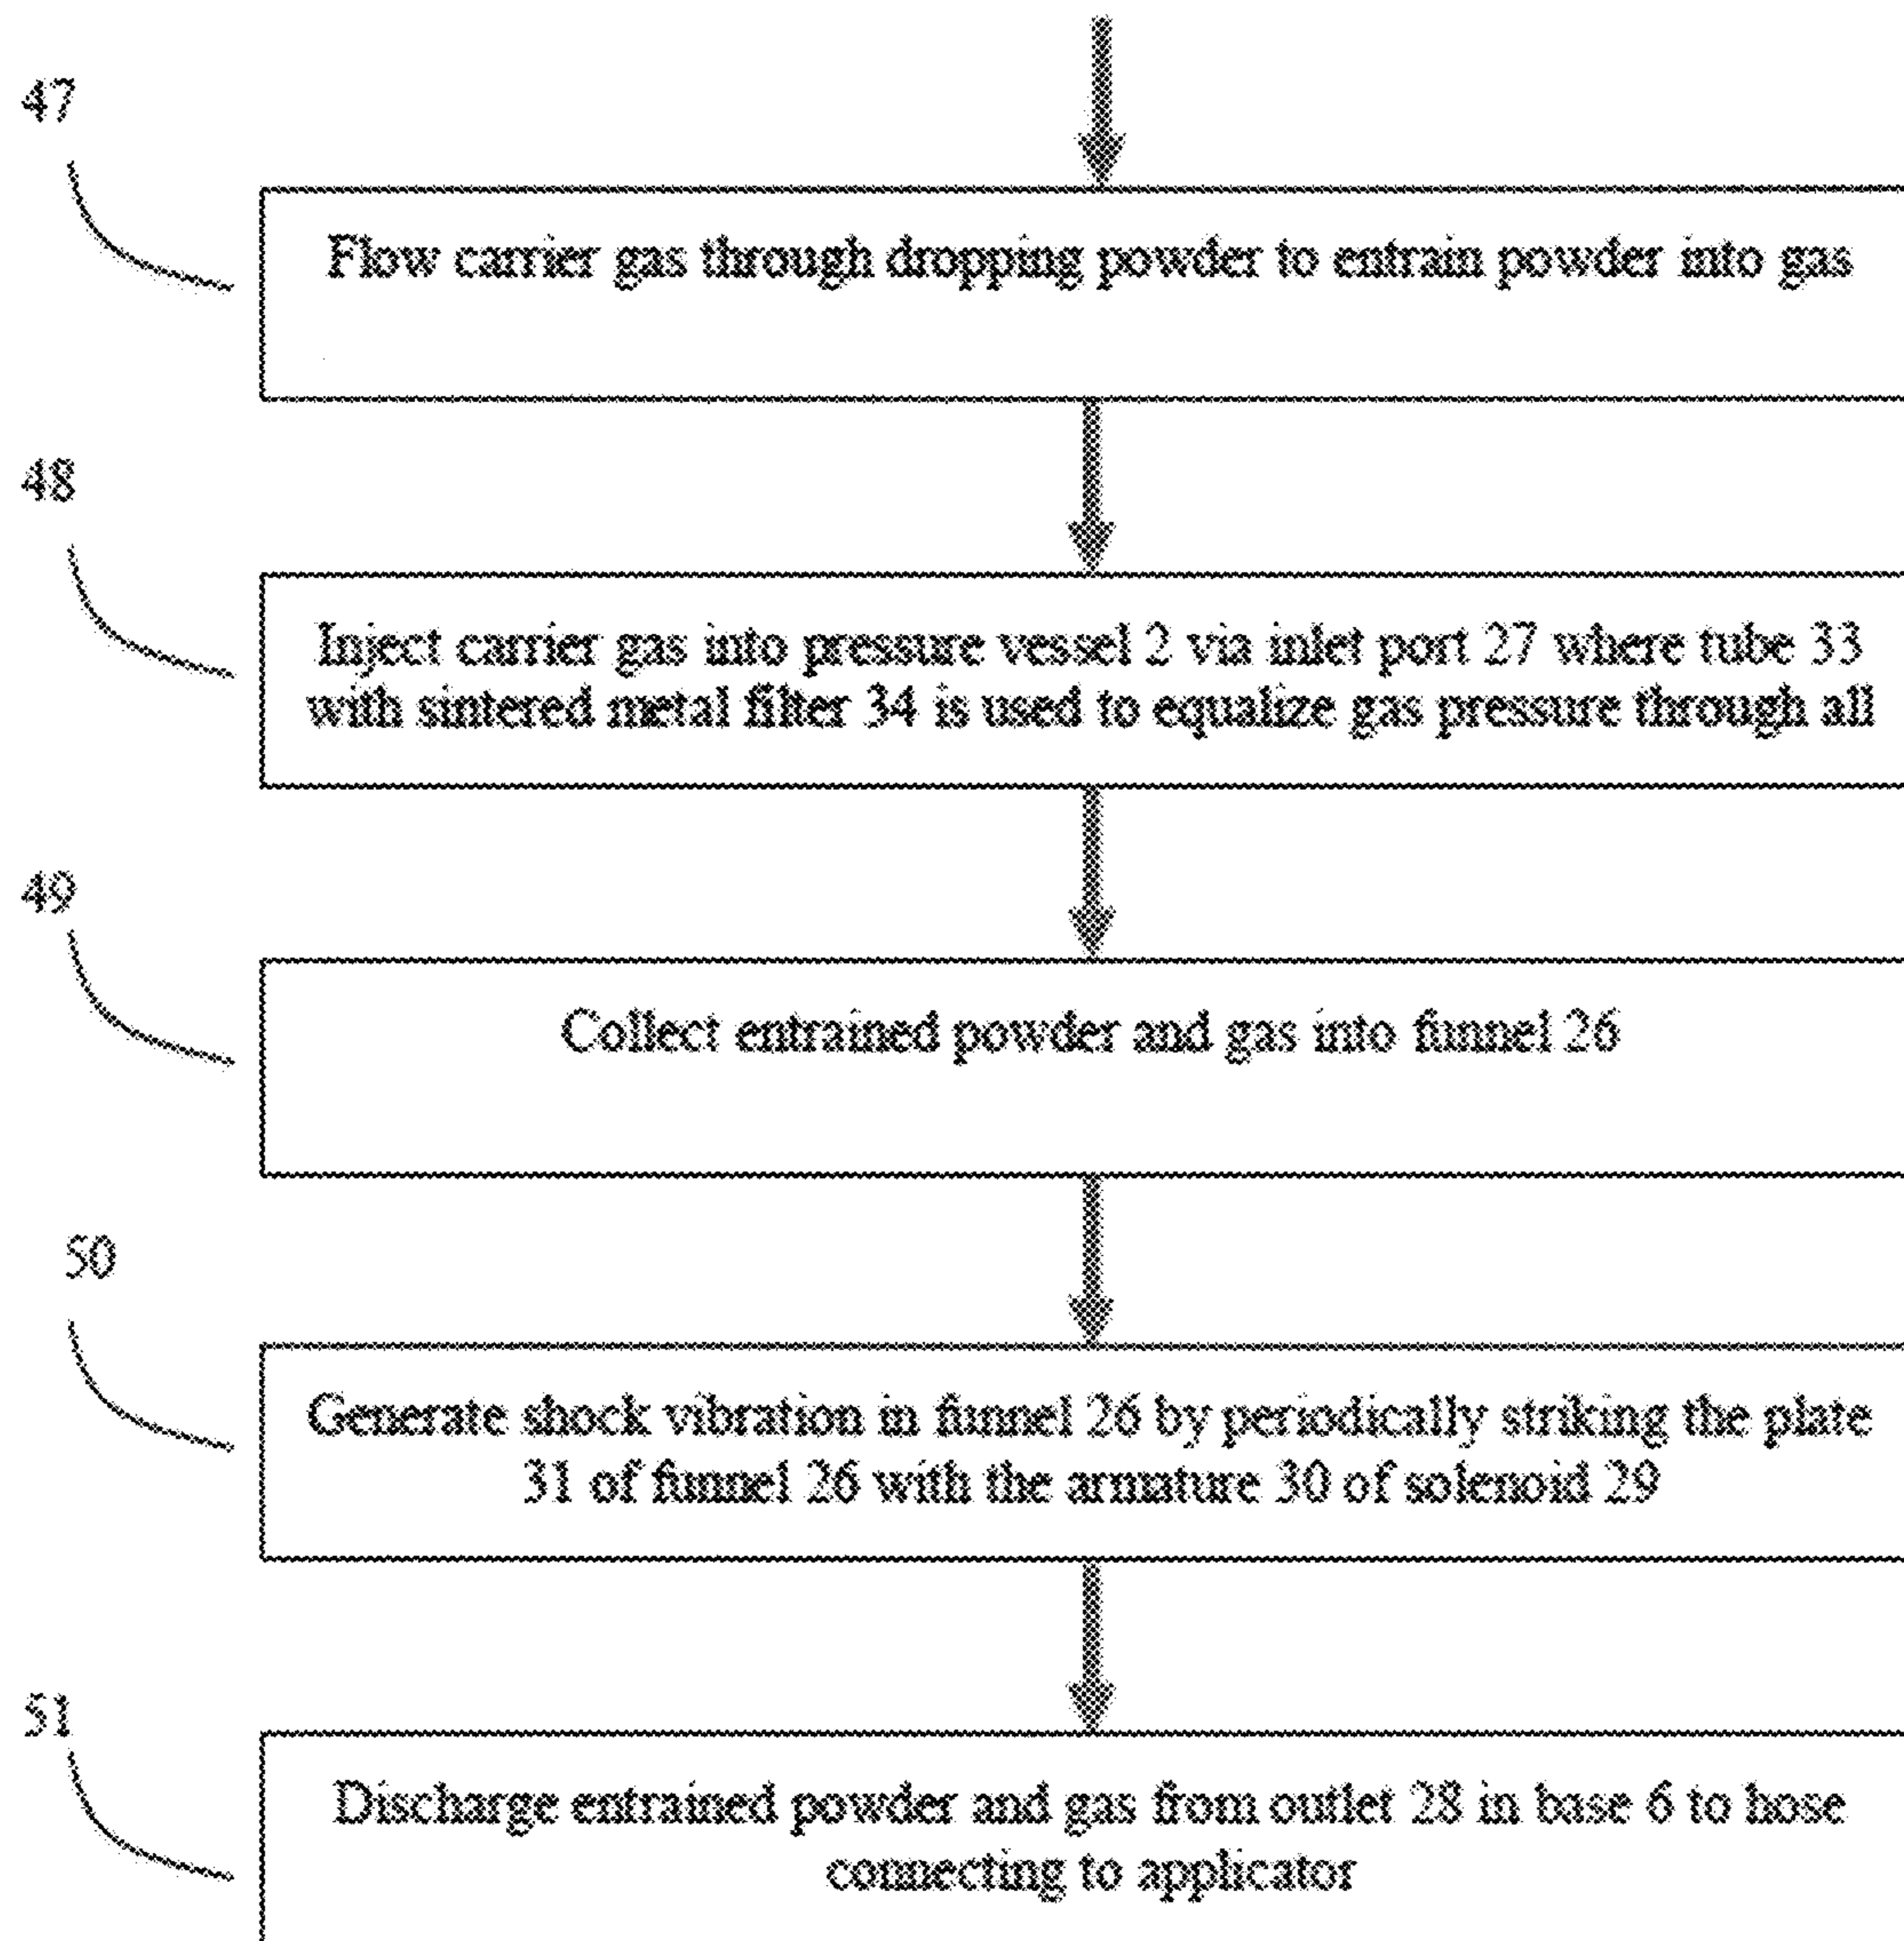 47
Flow carrier gas through dropping powder to entrain powder into gas
48
Inject carrier gas into pressure vessel 2 via inlet port 27 where tube 33
with sintered metal filter 34 is used to equalize gas pressure through all
49
Collect entrained powder and gas into funnel 26
50
Generate shock vibration in funnel 26 by periodically striking the plate
31 of funnel 26 with the armature 30 of solenoid 29
51
Discharge entrained powder and gas from outlet 28 in base 6 to hose
connecting to applicator